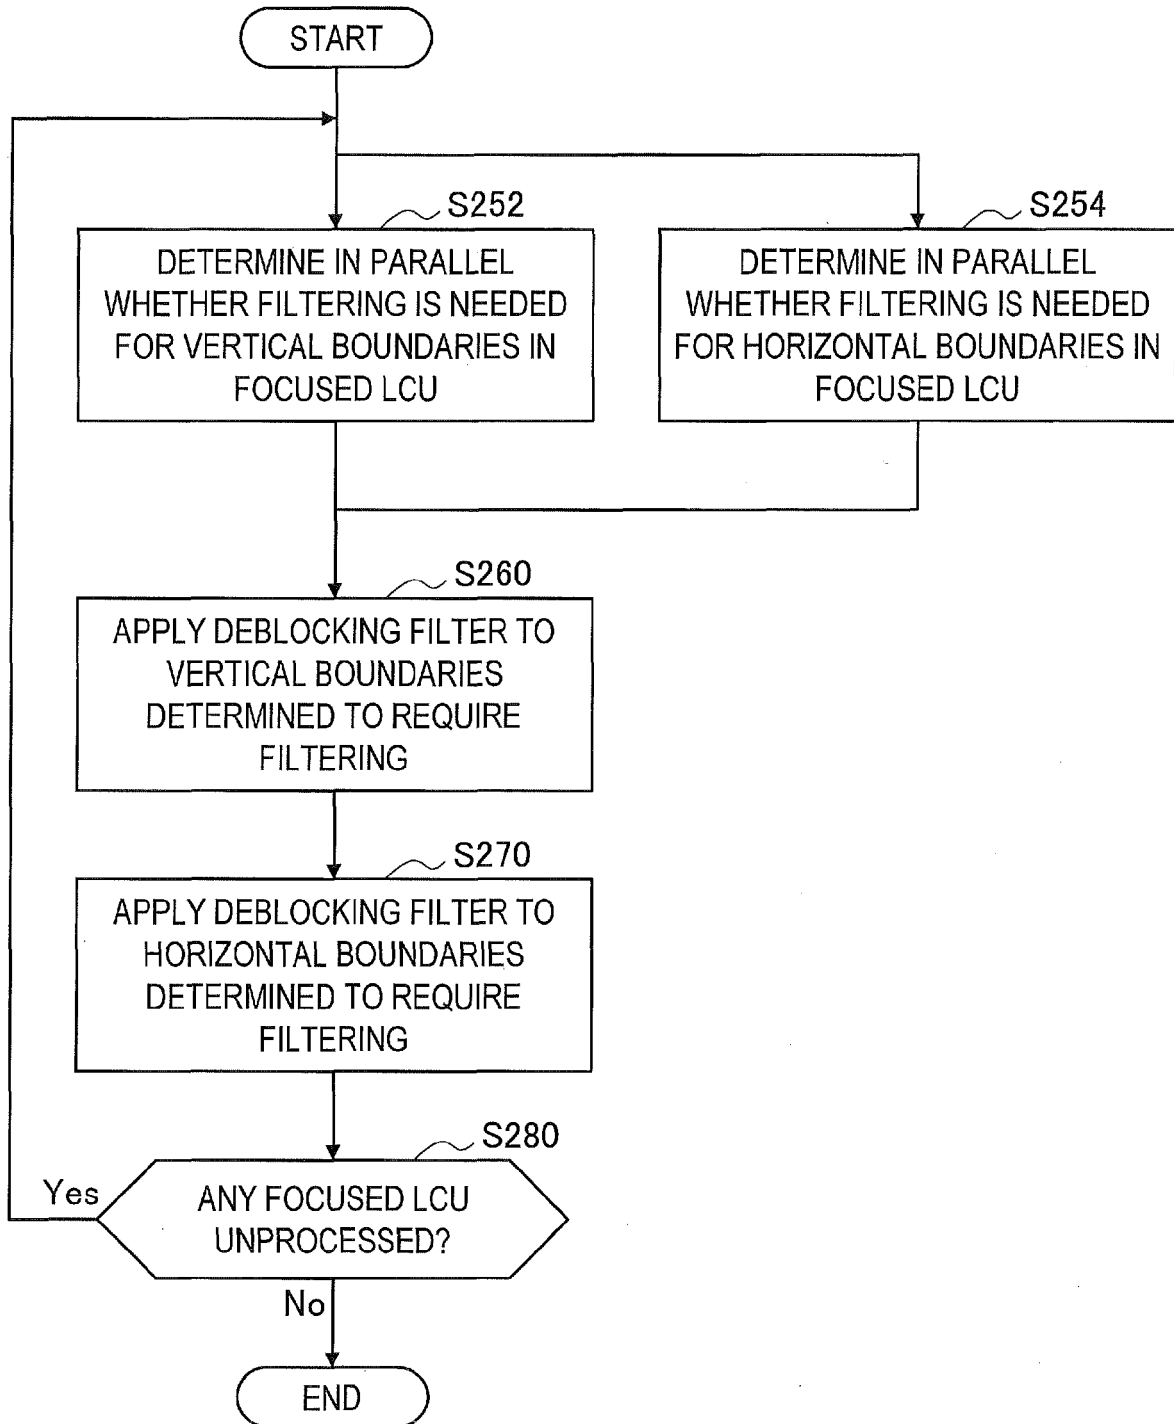 START
S252
DETERMINE IN PARALLEL
WHETHER FILTERING IS NEEDED
FOR VERTICAL BOUNDARIES IN
FOCUSED LCU
S254
DETERMINE IN PARALLEL
WHETHER FILTERING IS NEEDED
FOR HORIZONTAL BOUNDARIES IN
FOCUSED LCU
S260
APPLY DEBLOCKING FILTER TO
VERTICAL BOUNDARIES
DETERMINED TO REQUIRE
FILTERING
S270
APPLY DEBLOCKING FILTER TO
HORIZONTAL BOUNDARIES
DETERMINED TO REQUIRE
FILTERING
S280
Yes
ANY FOCUSED LCU
UNPROCESSED?
No
END